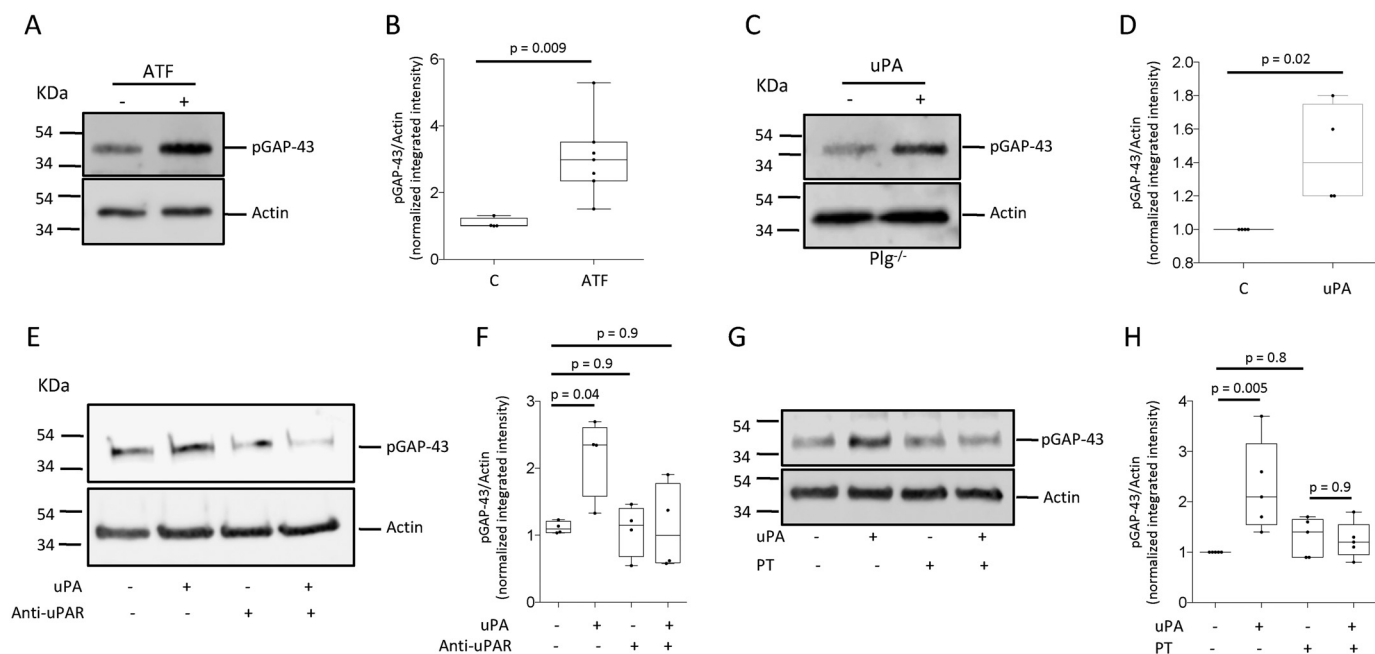 A
ATF
KDa
- +
54
34
pGAP-43
54
34
Actin
B
p = 0.009
pGAP-43/Actin
(normalized integrated intensity)
6
4
2
0
C ATF
C
uPA
KDa
- +
54
34
pGAP-43
54
34
Actin
Plg-/-
D
p = 0.02
pGAP-43/Actin
(normalized integrated intensity)
1.8
1.6
1.4
1.2
1.0
0.8
C uPA
E
KDa
54
34
pGAP-43
54
34
Actin
uPA - + - +
Anti-uPAR - - + +
F
p = 0.9
p = 0.9
p = 0.04
pGAP-43/Actin
(normalized integrated intensity)
3
2
1
0
uPA - + - +
Anti-uPAR - - + +
G
54
34
pGAP-43
54
34
Actin
uPA - + - +
PT - - + +
H
p = 0.8
p = 0.005
p = 0.9
pGAP-43/Actin
(normalized integrated intensity)
4
3
2
1
0
uPA - + - +
PT - - + +